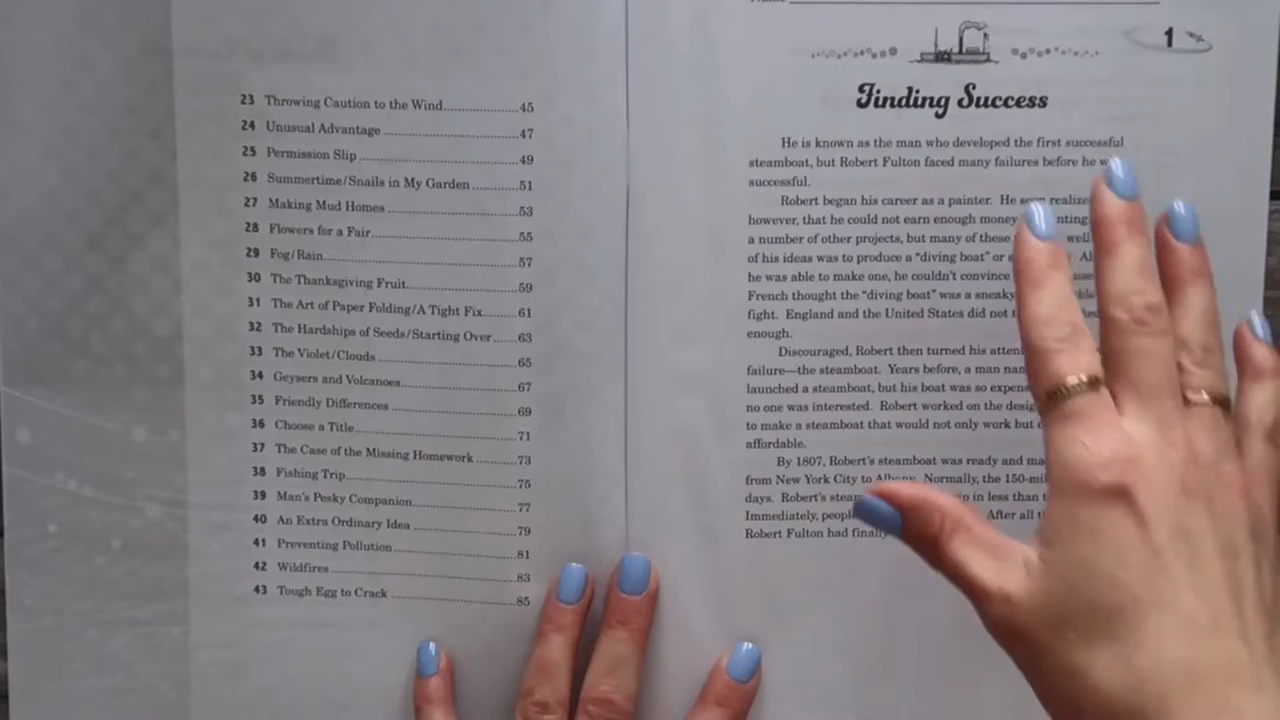 23 Throwing Caution to the Wind....................45
24 Unusual Advantage ....................................47
25 Permission Slip ...........................................49
26 Summertime/Snails in My Garden ............51
27 Making Mud Homes ...................................53
28 Flowers for a Fair........................................55
29 Fog/Rain......................................................57
30 The Thanksgiving Fruit..............................59
31 The Art of Paper Folding/A Tight Fix.........61
32 The Hardships of Seeds/Starting Over ......63
33 The Violet/Clouds .......................................65
34 Geysers and Volcanoes................................67
35 Friendly Differences ...................................69
36 Choose a Title..............................................71
37 The Case of the Missing Homework ..........73
38 Fishing Trip.................................................75
39 Man's Pesky Companion.............................77
40 An Extra Ordinary Idea .............................79
41 Preventing Pollution ...................................81
42 Wildfires ......................................................83
43 Tough Egg to Crack ....................................85
1
Finding Success
He is known as the man who developed the first successful
steamboat, but Robert Fulton faced many failures before he
successful.
Robert began his career as a painter. He soon
however, that he could not earn enough money
a number of other projects, but many of these well
of his ideas was to produce a "diving boat" or
he was able to make one, he couldn't convince
French thought the "diving boat" was a sneaky
fight. England and the United States did not
enough.
Discouraged, Robert then turned his
failure—the steamboat. Years before, a man
launched a steamboat, but his boat was so
no one was interested. Robert worked on the
to make a steamboat that would not only work but
affordable.
By 1807, Robert's steamboat was ready and
from New York City to Albany. Normally, the
days. Robert's in less than
Immediately, After all
Robert Fulton had